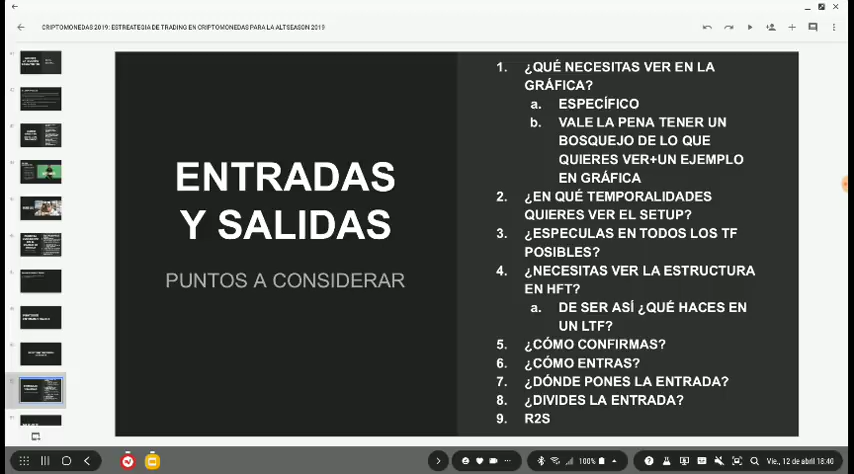 CRIPTOMONEDAS 2019: ESTREATEGIA DE TRADING EN CRIPTOMONEDAS PARA LA ALTSEASON 2019
ENTRADAS
Y SALIDAS
PUNTOS A CONSIDERAR
1. ¿QUÉ NECESITAS VER EN LA
GRÁFICA?
a. ESPECÍFICO
b. VALE LA PENA TENER UN
BOSQUEJO DE LO QUE
QUIERES VER+UN EJEMPLO
EN GRÁFICA
2. ¿EN QUÉ TEMPORALIDADES
QUIERES VER EL SETUP?
3. ¿ESPECULAS EN TODOS LOS TF
POSIBLES?
4. ¿NECESITAS VER LA ESTRUCTURA
EN HFT?
a. DE SER ASÍ ¿QUÉ HACES EN
UN LTF?
5. ¿CÓMO CONFIRMAS?
6. ¿CÓMO ENTRAS?
7. ¿DÓNDE PONES LA ENTRADA?
8. ¿DIVIDES LA ENTRADA?
9. R2S
100%
Vie., 12 de abril 18:40